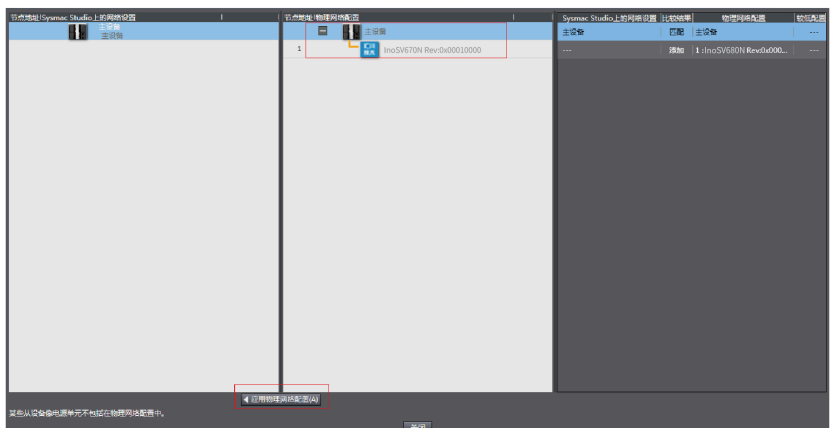 节点地址|Sysmac Studio上的网络设置
主设备
主设备
节点地址|物理网络配置
主设备
1 InoSV670N Rev:0x00010000
Sysmac Studio上的网络设置 比较结果 物理网络配置 较低配置
主设备 匹配 主设备 ---
--- 添加 1 :InoSV680N Rev:0x000... ---
应用物理网络配置(A)
某些从设备像电源单元不包括在物理网络配置中。
关闭